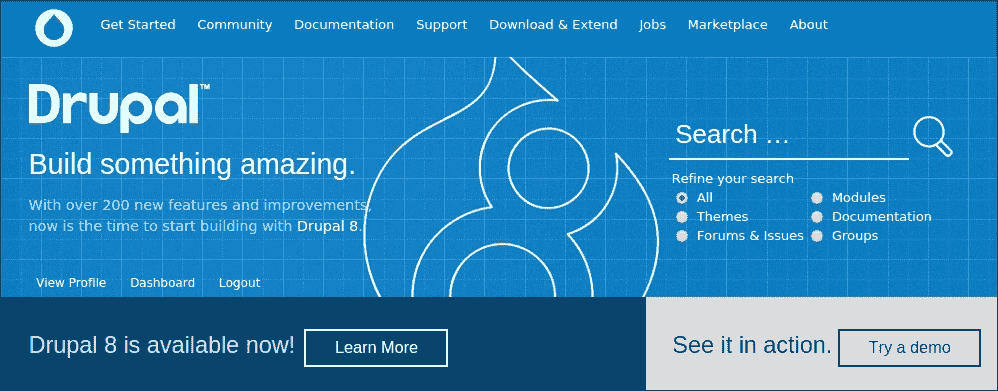 Get Started Community Documentation Support Download & Extend Jobs Marketplace About
Drupal™
Build something amazing.
With over 200 new features and improvements,
now is the time to start building with Drupal 8.
View Profile Dashboard Logout
Search ...
Refine your search
All Modules
Themes Documentation
Forums & Issues Groups
Drupal 8 is available now! Learn More
See it in action. Try a demo